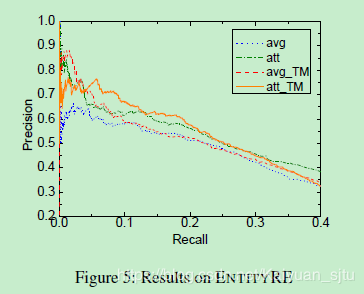 1.0
0.9
0.8
0.7
0.6
0.5
0.4
0.3
0.2
Precision
avg
att
avg_TM
att_TM
0.0 0.1 0.2 0.3 0.4
Recall
Figure 5: Results on ENTITYRE